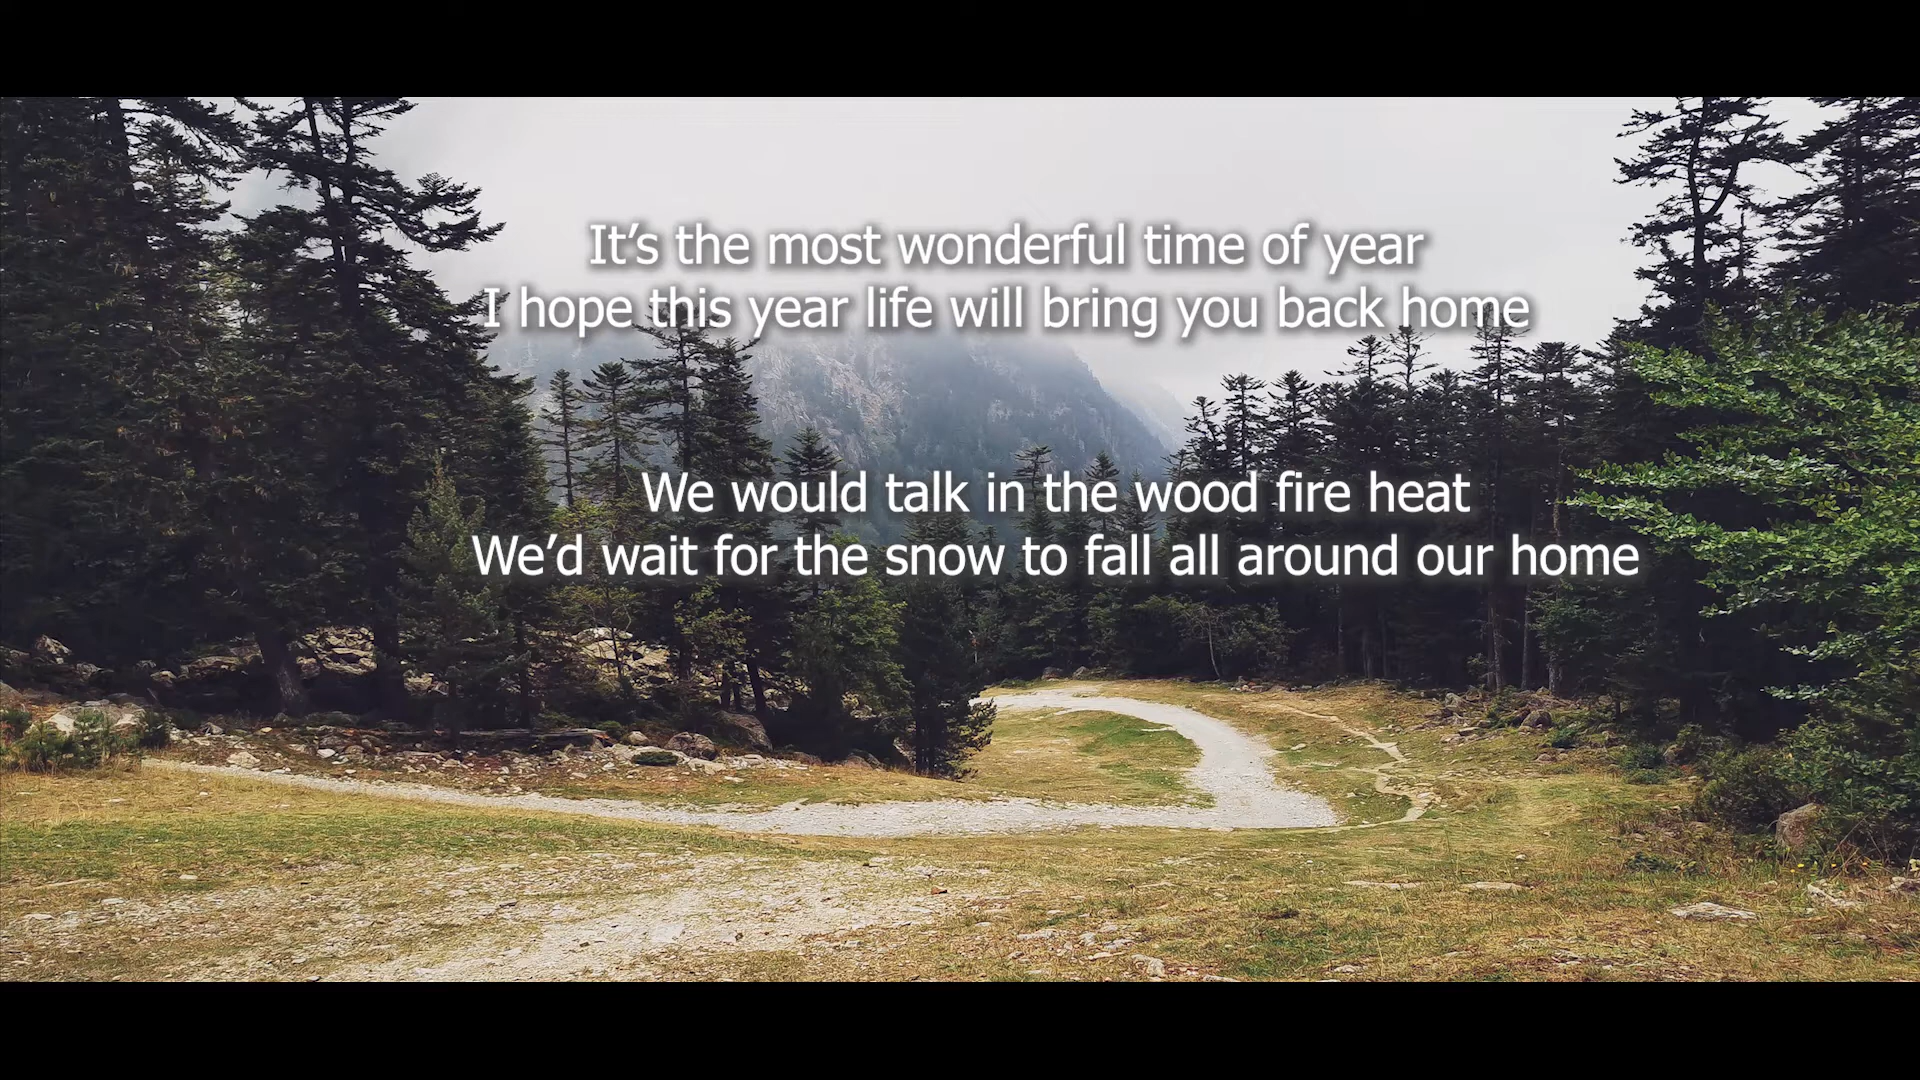 It’s the most wonderful time of year
I hope this year life will bring you back home
We would talk in the wood fire heat
We’d wait for the snow to fall all around our home